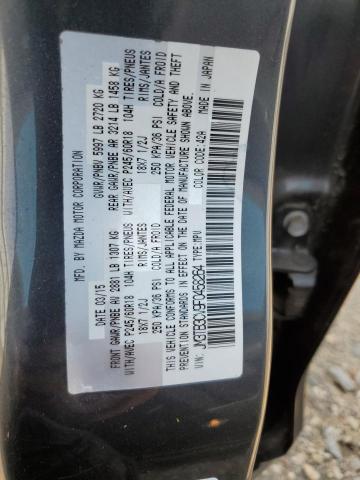 MFD. BY: MAZDA MOTOR CORPORATION
DATE: 03/15 GVWR/PNBV 5997 LB 2720 KG
FRONT GAWR/PNBE AV 2881 LB 1307 KG REAR GAWR/PNBE AR 3214 LB 1458 KG
WITH/AVEC P245/60R18 104H TIRES/PNEUS WITH/AVEC P245/60R18 104H TIRES/PNEUS
18X7 1/2J RIMS/JANTES 18X7 1/2J RIMS/JANTES
250 KPA/36 PSI COLD/A FROID 250 KPA/36 PSI COLD/A FROID
THIS VEHICLE CONFORMS TO ALL APPLICABLE FEDERAL MOTOR VEHICLE SAFETY AND THEFT
PREVENTION STANDARDS IN EFFECT ON THE DATE OF MANUFACTURE SHOWN ABOVE.
MADE IN JAPAN
VIN: TYPE: MPV COLOR CODE: 42A